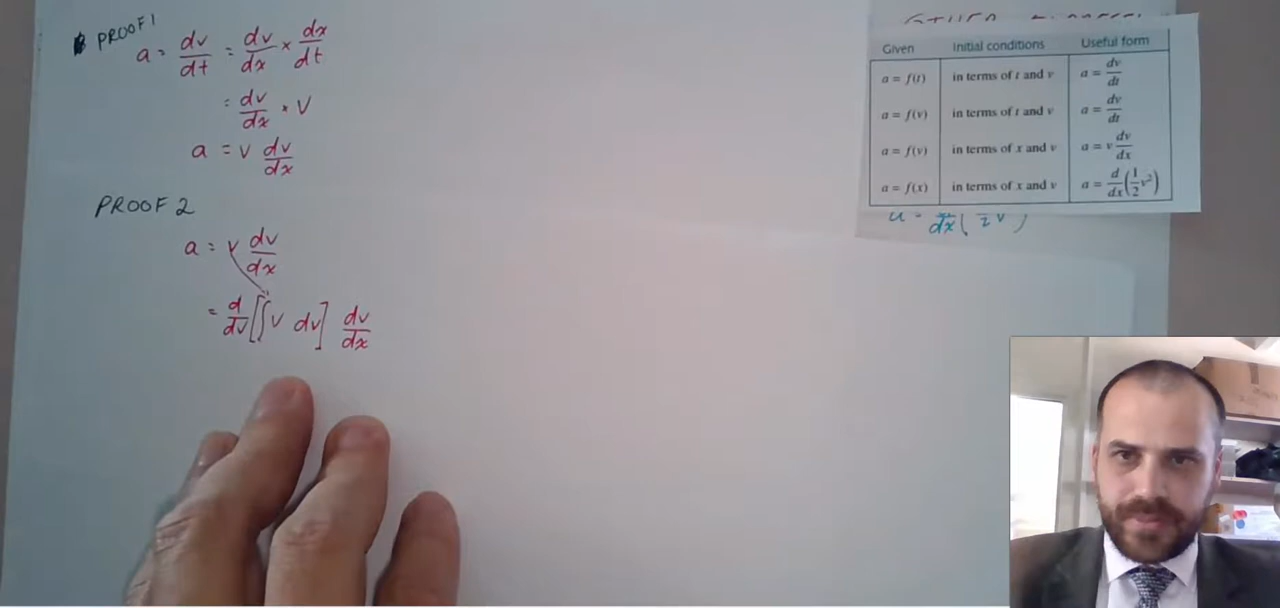 PROOF 1
a = dv/dt = dv/dx × dx/dt
= dv/dx × v
a = v dv/dx
PROOF 2
a = v dv/dx
= d/dv [∫ v dv] dv/dx
Given Initial conditions Useful form
a = f(t) in terms of t and v a = dv/dt
a = f(v) in terms of t and v a = dv/dt
a = f(v) in terms of x and v a = v dv/dx
a = f(x) in terms of x and v a = d/dx (1/2 v²)